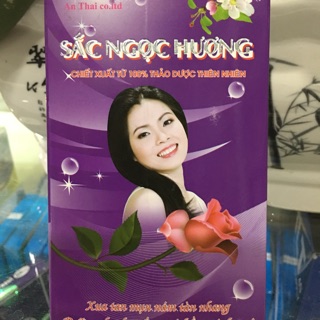 An Thai co.ltd
SẮC NGỌC HƯƠNG
CHIẾT XUẤT TỪ 100% THẢO DƯỢC THIÊN NHIÊN
Xua tan mụn nám tàn nhang